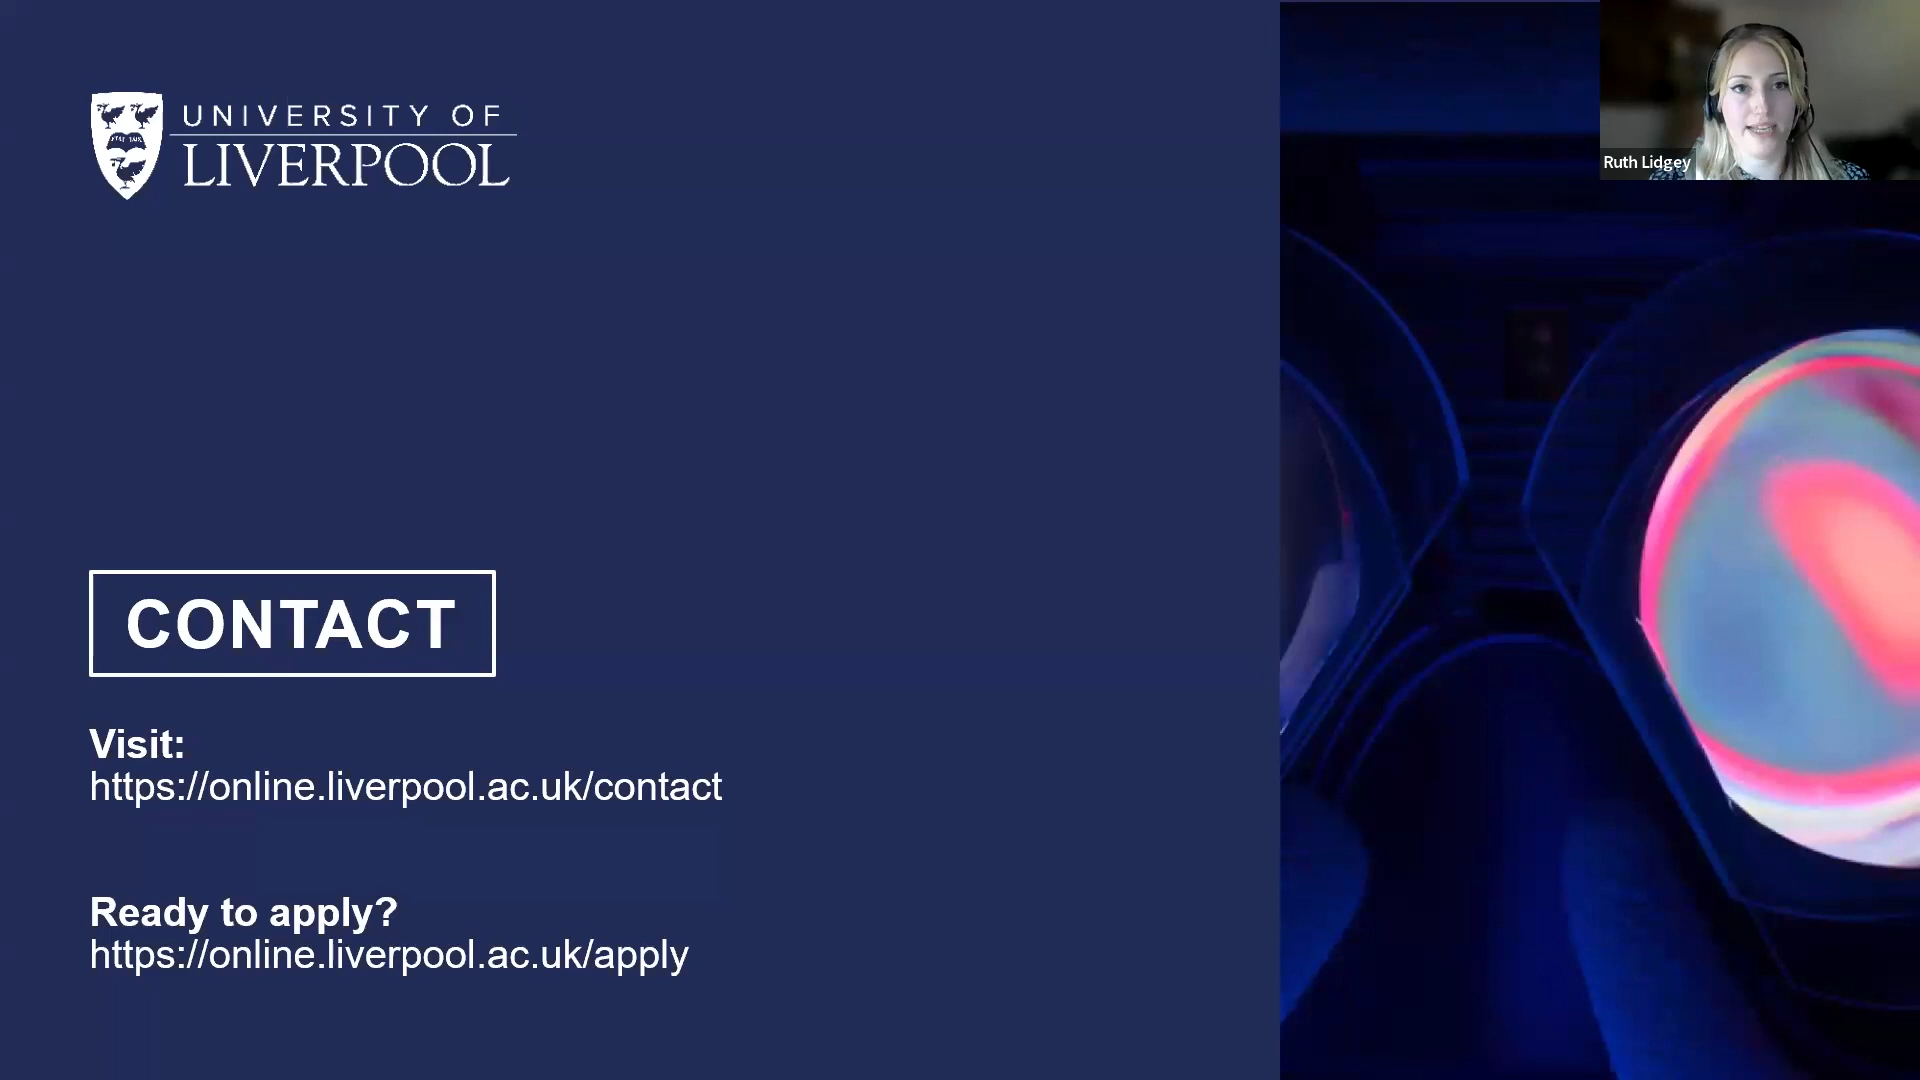 UNIVERSITY OF
LIVERPOOL
Ruth Lidgey
CONTACT
Visit:
https://online.liverpool.ac.uk/contact
Ready to apply?
https://online.liverpool.ac.uk/apply